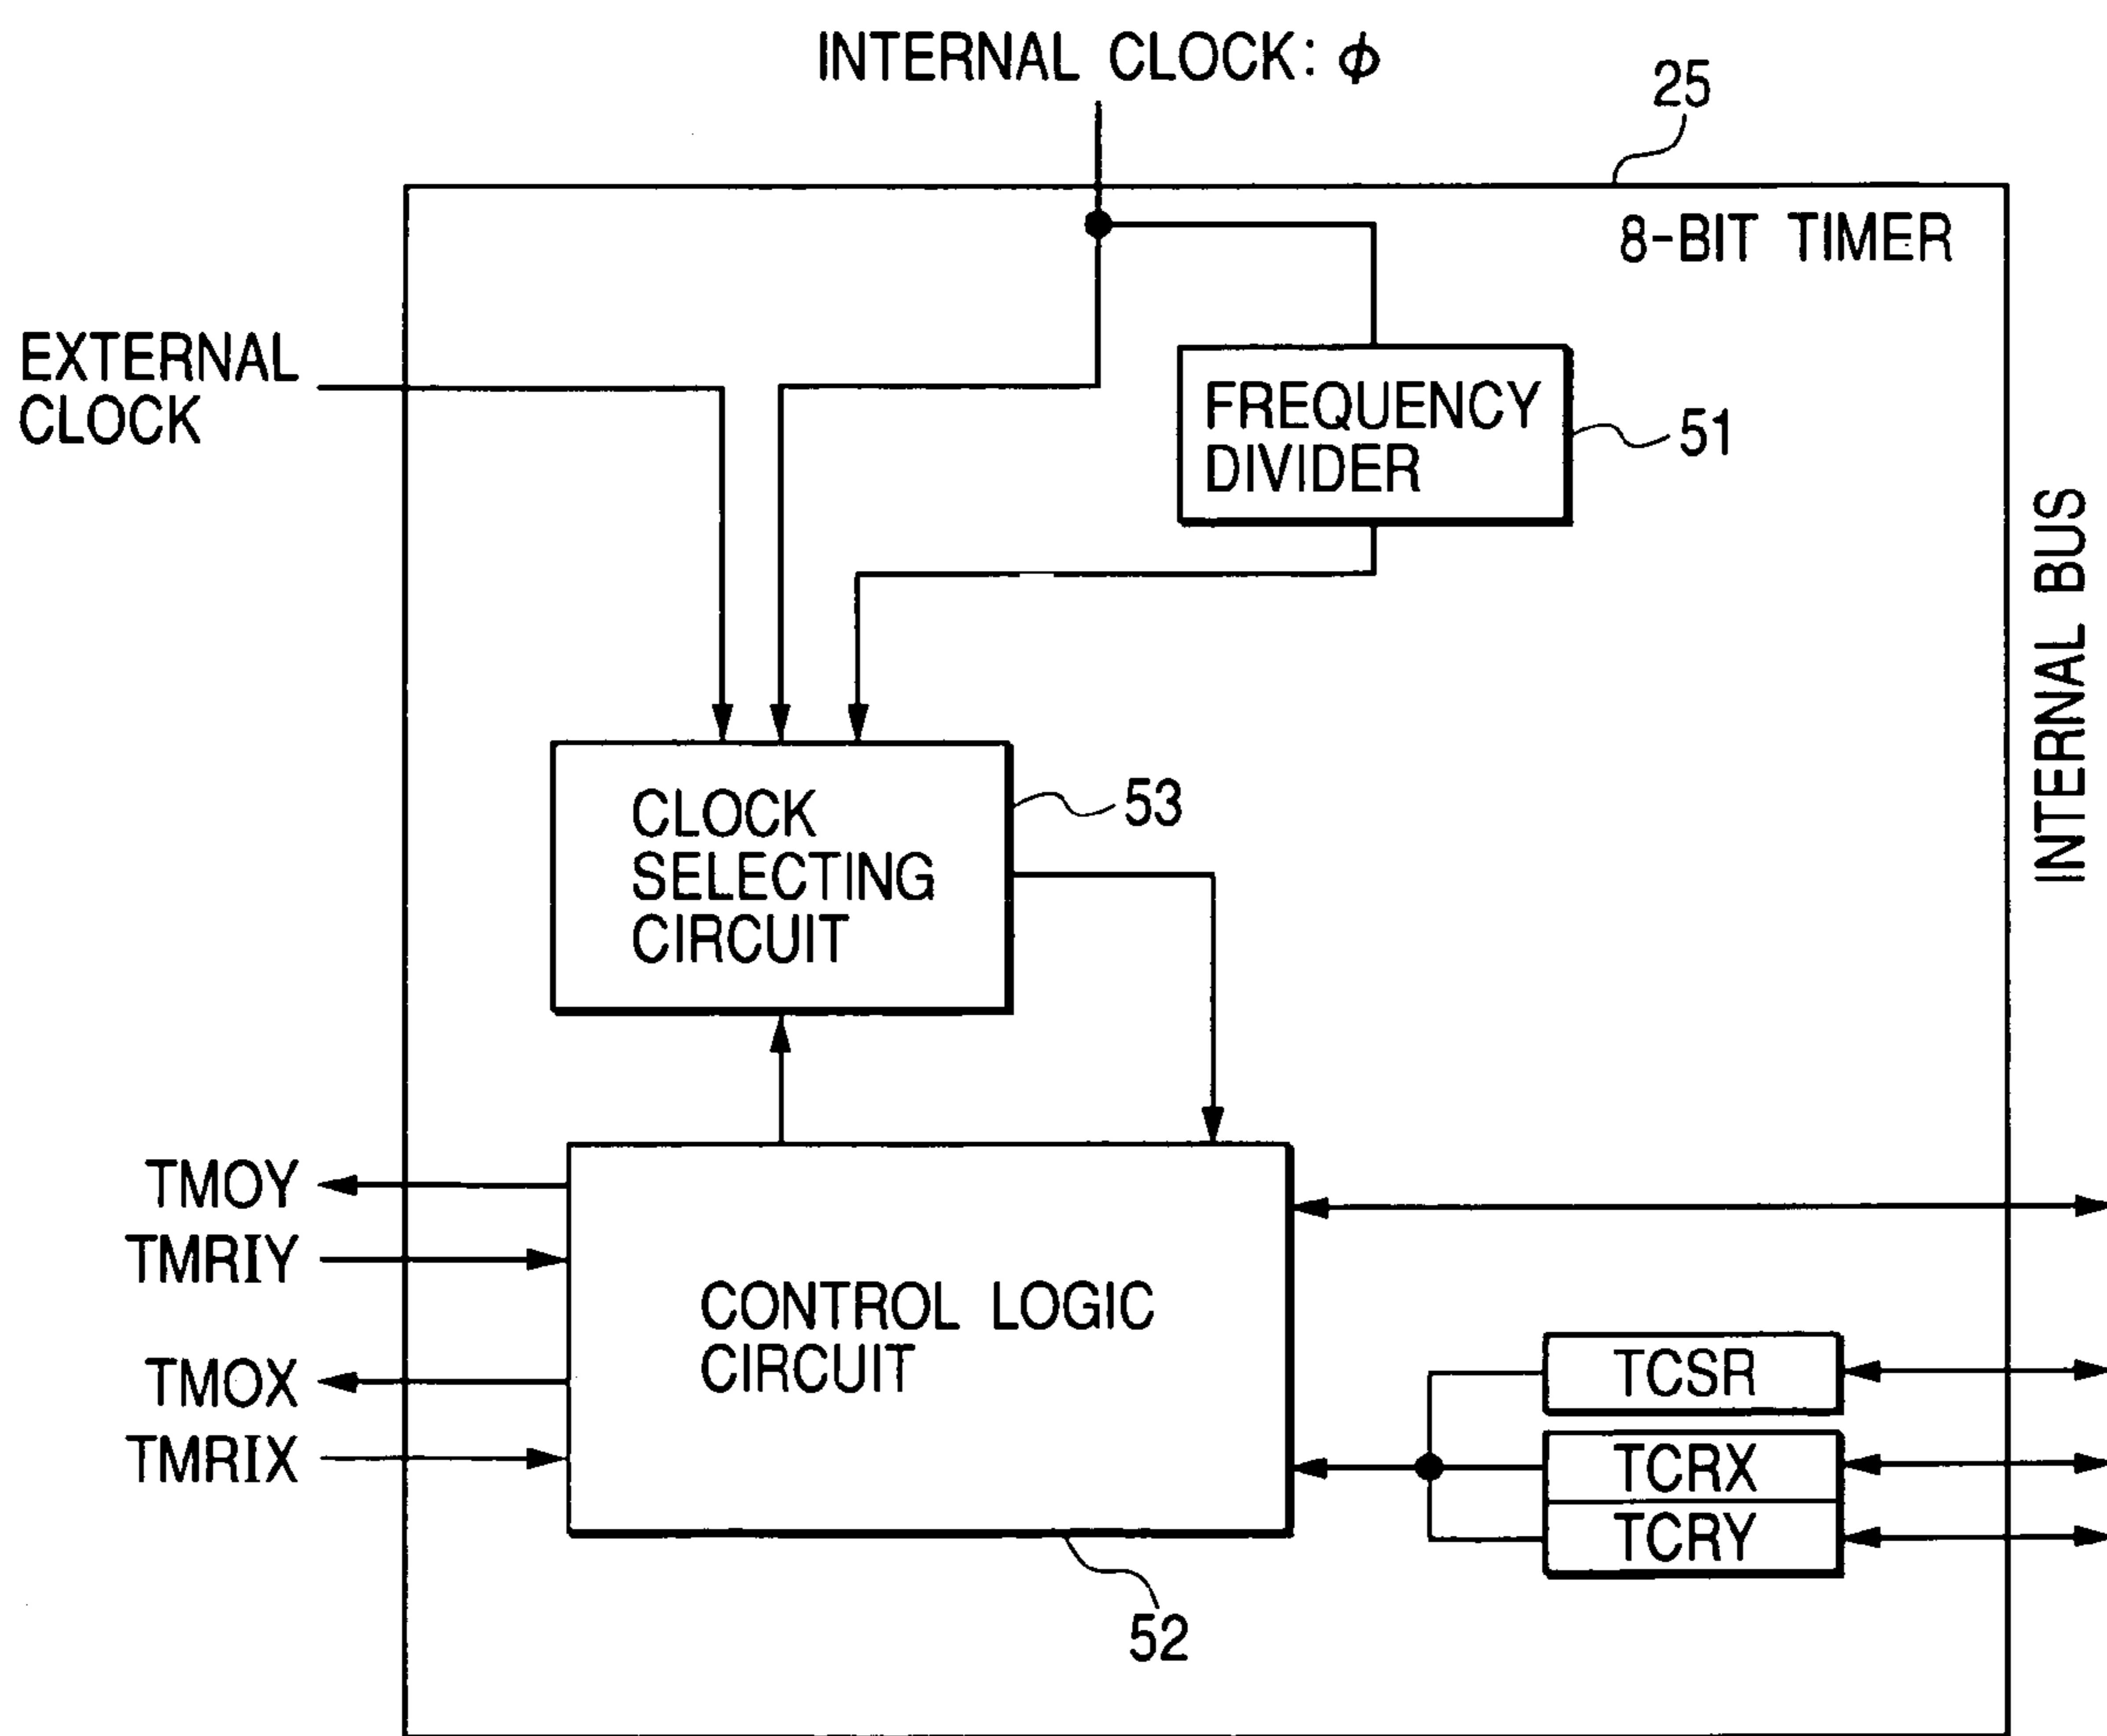 INTERNAL CLOCK: ϕ
25
8-BIT TIMER
EXTERNAL
CLOCK
FREQUENCY
DIVIDER
51
INTERNAL BUS
CLOCK
SELECTING
CIRCUIT
53
TMOY
TMRIY
CONTROL LOGIC
CIRCUIT
TMOX
TMRIX
TCSR
TCRX
TCRY
52